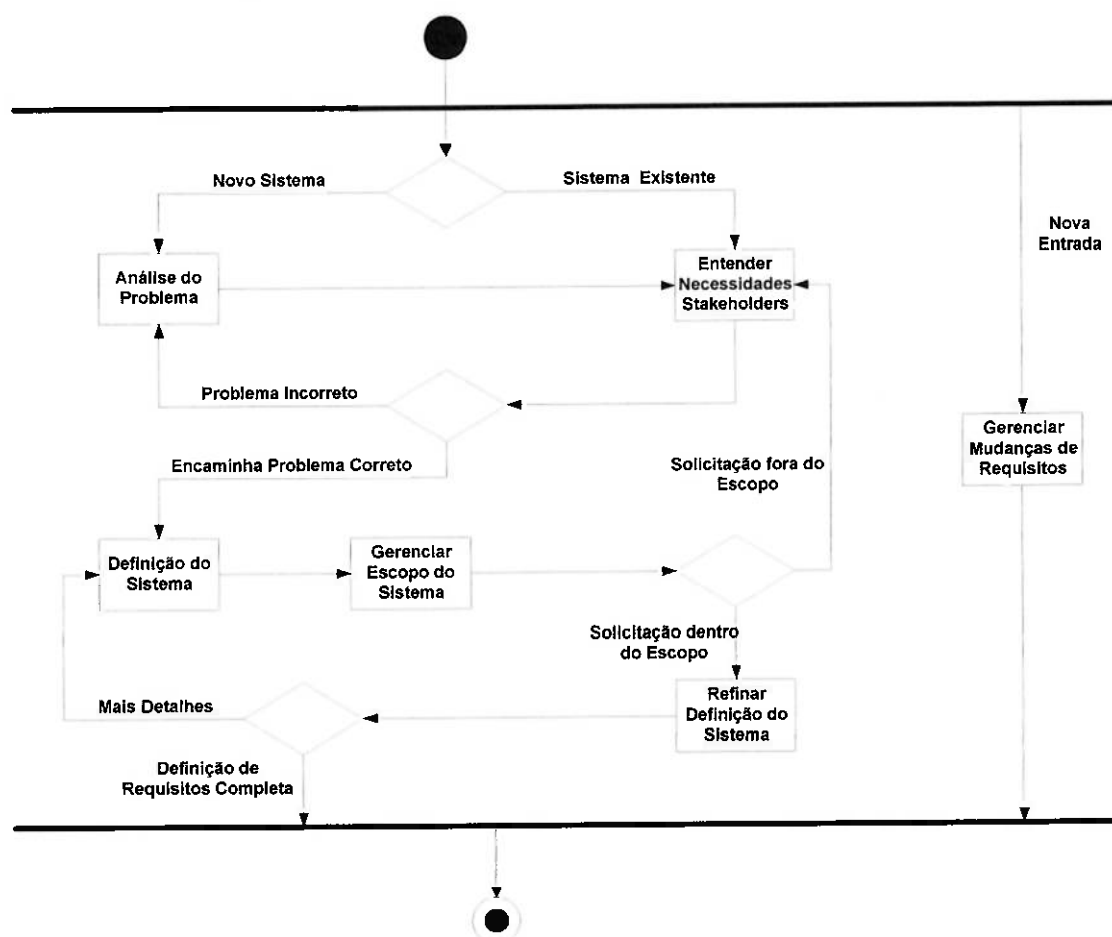 Novo Sistema
Sistema Existente
Nova
Entrada
Análise do
Problema
Entender
Necessidades
Stakeholders
Problema Incorreto
Gerenciar
Mudanças de
Requisitos
Encaminha Problema Correto
Solicitação fora do
Escopo
Definição do
Sistema
Gerenciar
Escopo do
Sistema
Solicitação dentro
do Escopo
Mais Detalhes
Refinar
Definição do
Sistema
Definição de
Requisitos Completa